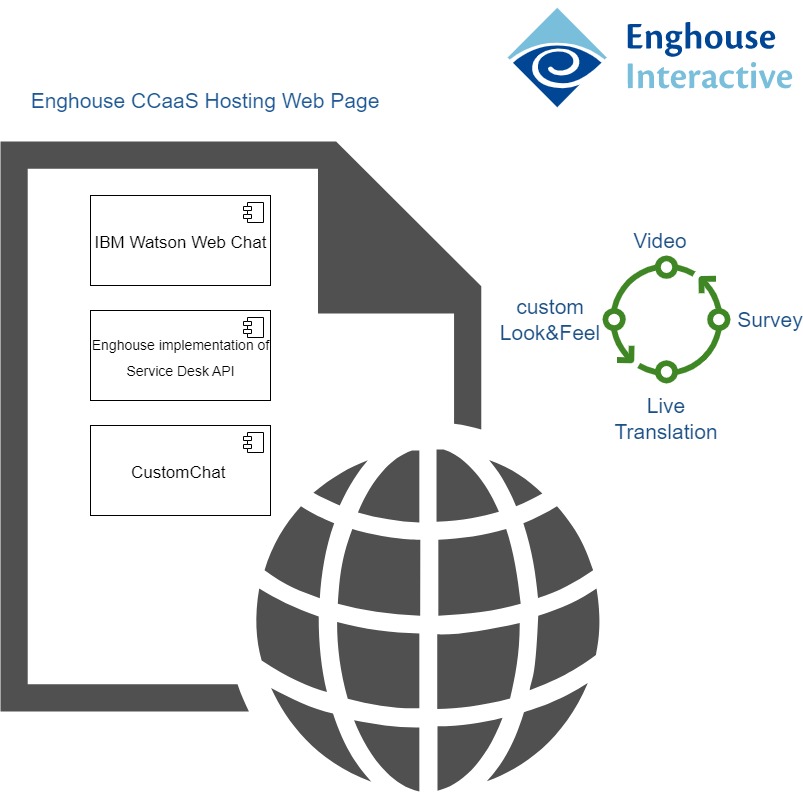 Enghouse
Interactive
Enghouse CCaaS Hosting Web Page
IBM Watson Web Chat
Enghouse implementation of
Service Desk API
CustomChat
Video
custom
Look&Feel
Survey
Live
Translation